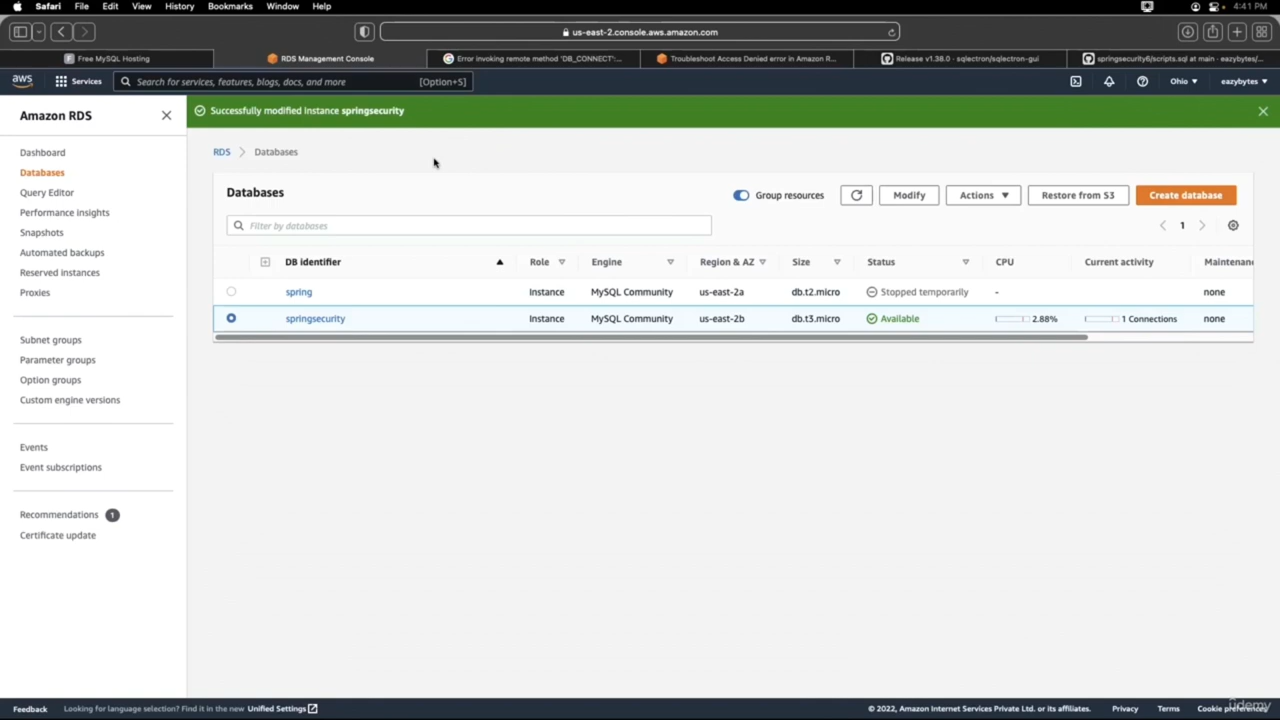 Safari File Edit View History Bookmarks Window Help 4:41 PM
us-east-2.console.aws.amazon.com
Free MySQL Hosting
RDS Management Console
Error invoking remote method 'DB_CONNECT':...
Troubleshoot Access Denied error in Amazon R...
Release v1.38.0 · sqlectron/sqlectron-gui
springsecurity6/scripts.sql at main · eazybytes/...
aws Services Search for services, features, blogs, docs, and more [Option+S] Ohio ▼ eazybytes ▼
Amazon RDS
Dashboard
Databases
Query Editor
Performance insights
Snapshots
Automated backups
Reserved instances
Proxies
Subnet groups
Parameter groups
Option groups
Custom engine versions
Events
Event subscriptions
Recommendations 1
Certificate update
Successfully modified instance springsecurity
RDS > Databases
Databases Group resources Modify Actions ▼ Restore from S3 Create database
Filter by databases 1
DB identifier Role Engine Region & AZ Size Status CPU Current activity Maintenanc
spring Instance MySQL Community us-east-2a db.t2.micro Stopped temporarily - none
springsecurity Instance MySQL Community us-east-2b db.t3.micro Available 2.88% 1 Connections none
Feedback Looking for language selection? Find it in the new Unified Settings © 2022, Amazon Internet Services Private Ltd. or its affiliates. Privacy Terms Cookie preferences
udemy